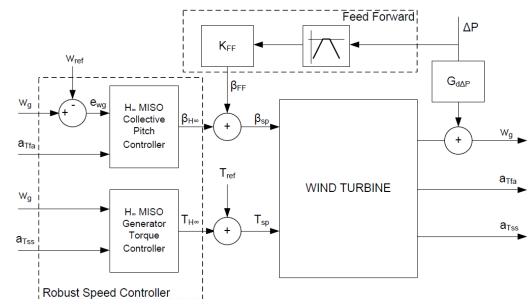 Feed Forward
ΔP
K_FF
G_dΔP
w_ref
β_FF
w_g
-
+
e_wg
H∞ MISO
Collective
Pitch
Controller
β_H∞
+
β_sp
+
w_g
a_Tfa
T_ref
WIND TURBINE
a_Tfa
w_g
H∞ MISO
Generator
Torque
Controller
T_H∞
+
T_sp
a_Tss
a_Tss
Robust Speed Controller